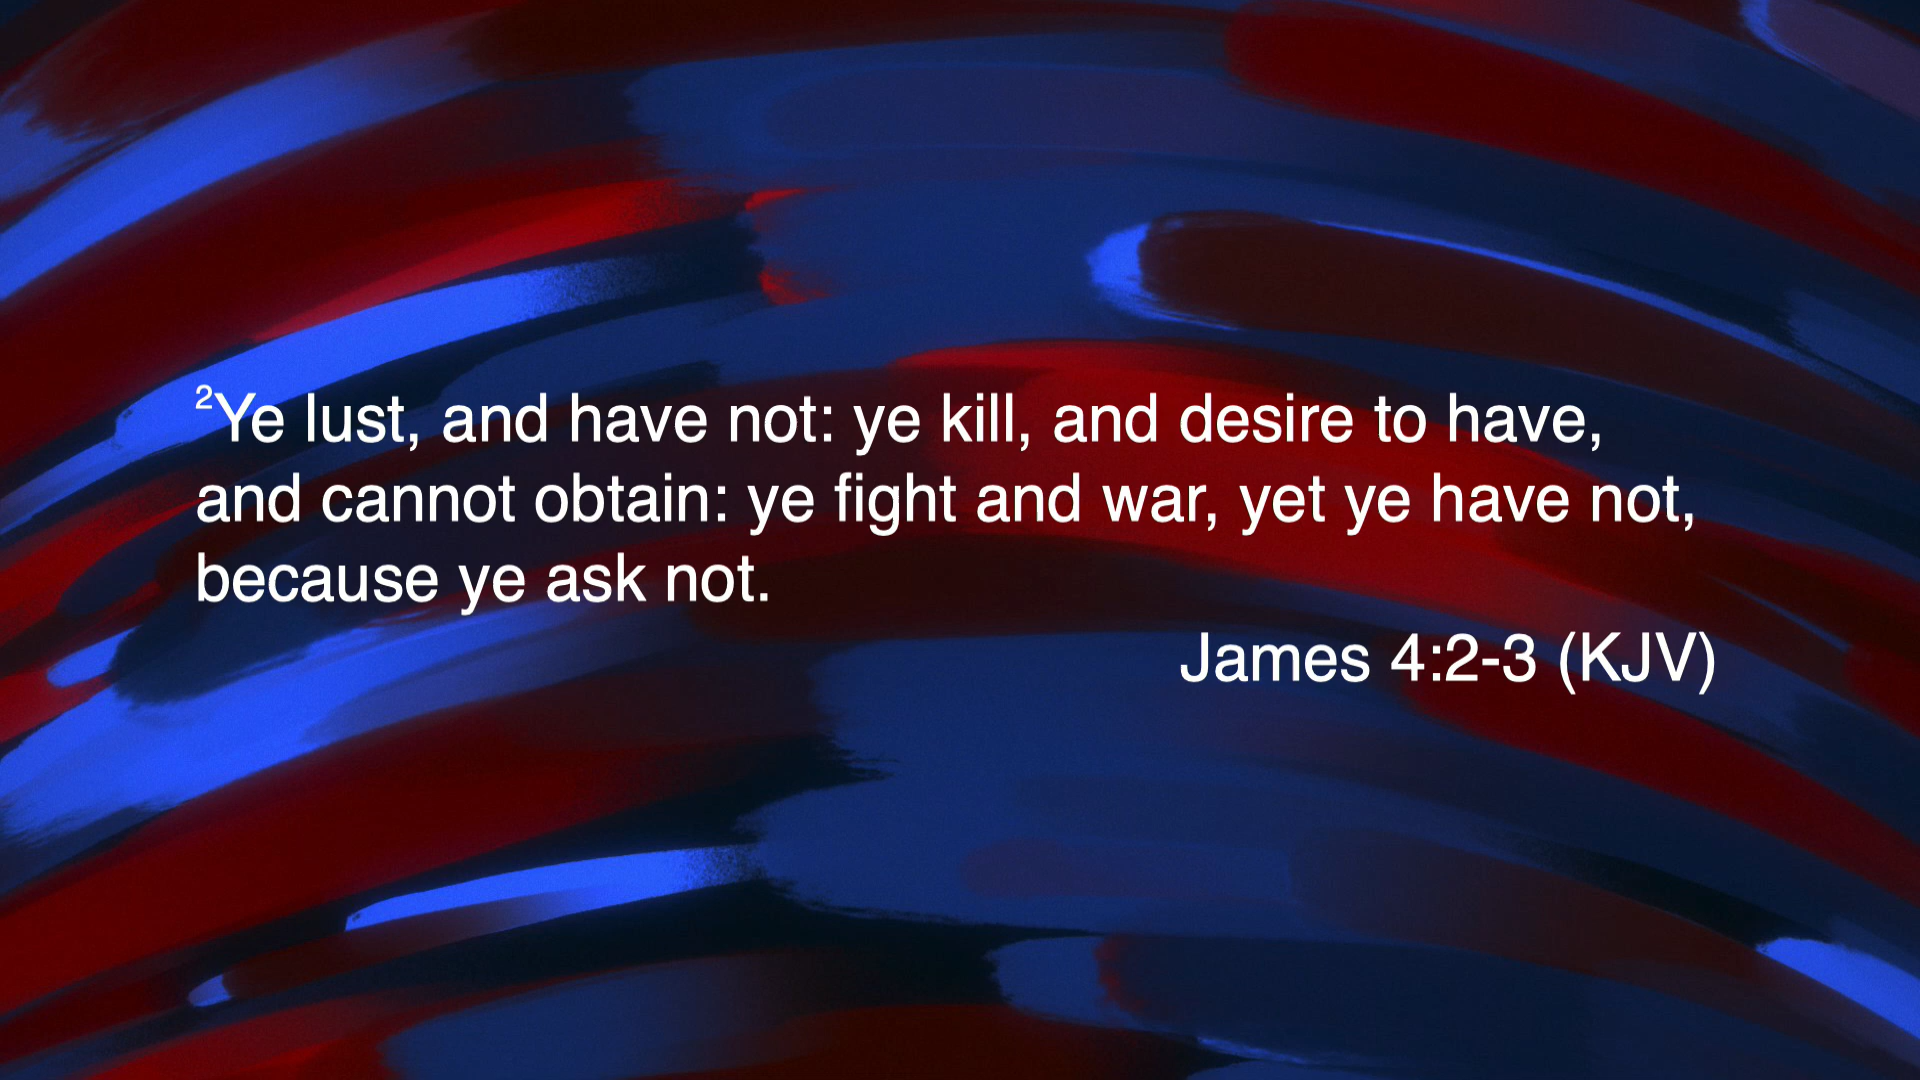 ²Ye lust, and have not: ye kill, and desire to have,
and cannot obtain: ye fight and war, yet ye have not,
because ye ask not.
James 4:2-3 (KJV)